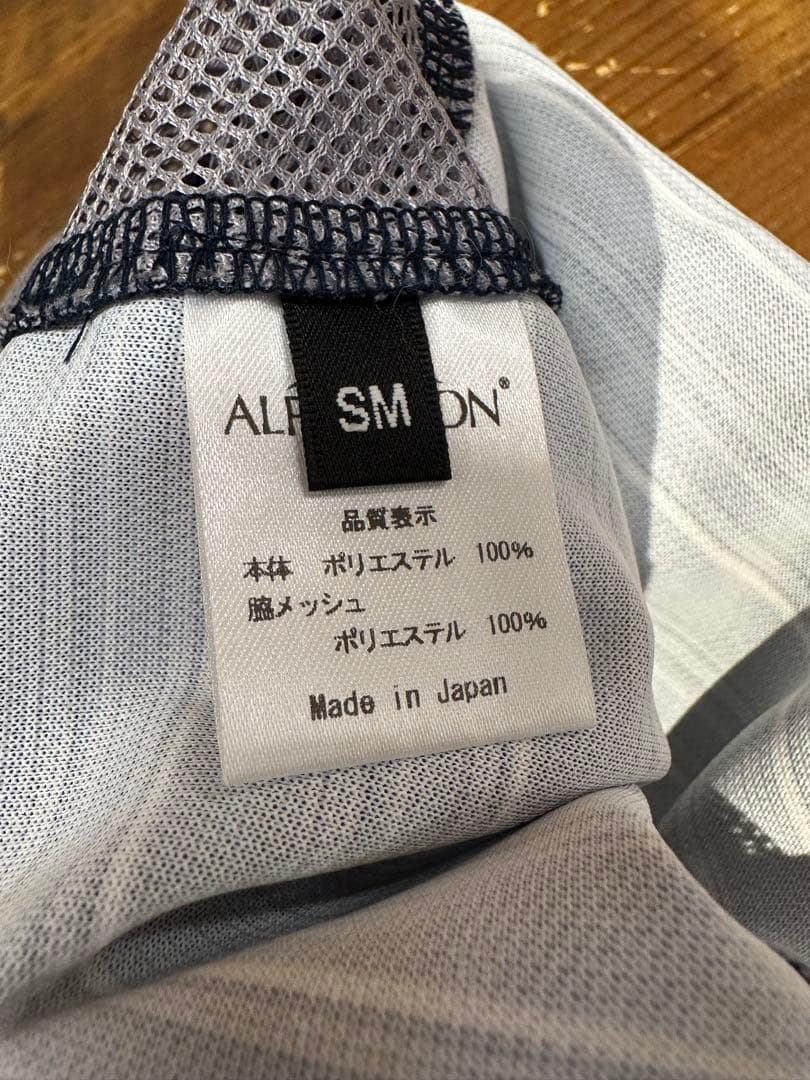 SM
品質表示
本体 ポリエステル 100%
脇メッシュ
ポリエステル 100%
Made in Japan